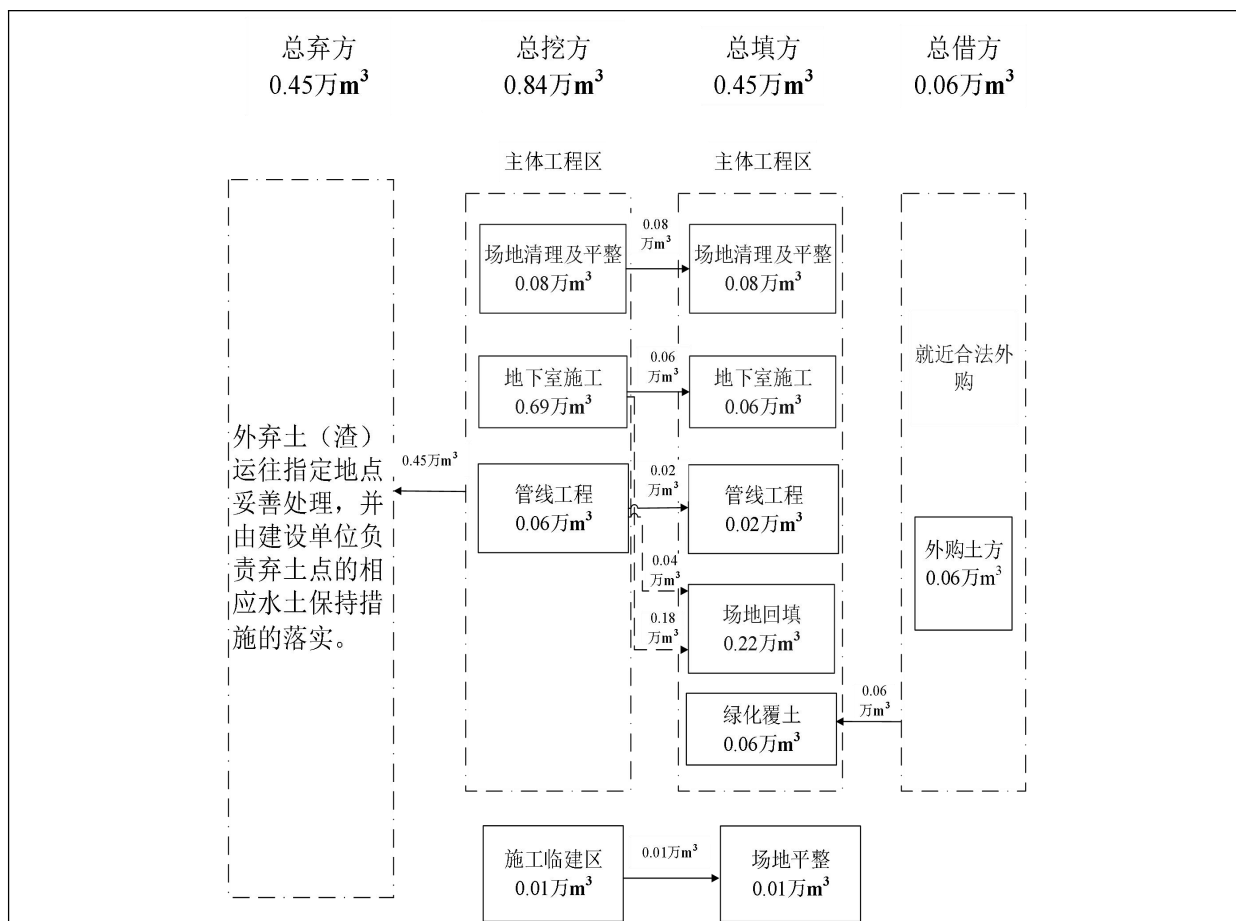 总弃方
0.45万m³
总挖方
0.84万m³
总填方
0.45万m³
总借方
0.06万m³
主体工程区
主体工程区
外弃土（渣）
运往指定地点
妥善处理，并
由建设单位负
责弃土点的相
应水土保持措
施的落实。
0.45万m³
场地清理及平整
0.08万m³
0.08
万m³
场地清理及平整
0.08万m³
地下室施工
0.69万m³
0.06
万m³
地下室施工
0.06万m³
管线工程
0.06万m³
0.02
万m³
管线工程
0.02万m³
0.04
万m³
0.18
万m³
场地回填
0.22万m³
绿化覆土
0.06万m³
0.06
万m³
就近合法外
购
外购土方
0.06万m³
施工临建区
0.01万m³
0.01万m³
场地平整
0.01万m³